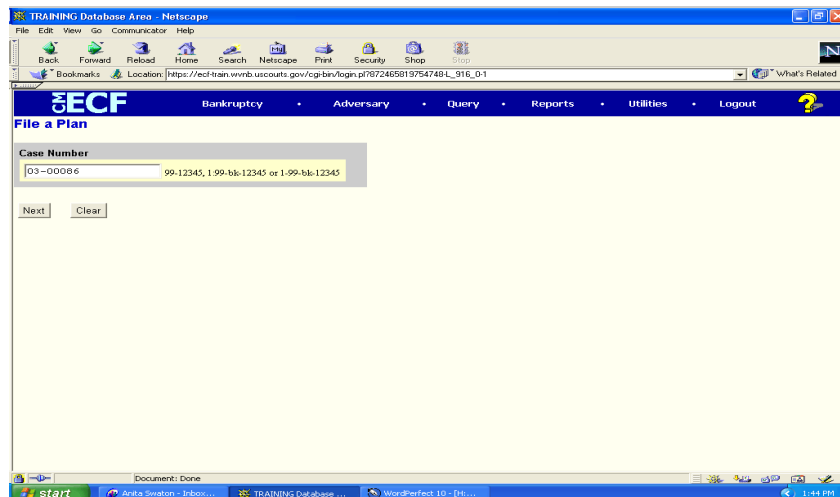 TRAINING Database Area - Netscape
File Edit View Go Communicator Help
Back Forward Reload Home Search Netscape Print Security Shop Stop
Bookmarks Location: https://ecf-train.wvnb.uscourts.gov/cgi-bin/login.pl?872465819754748-L_916_0-1 What's Related
CM ECF Bankruptcy • Adversary • Query • Reports • Utilities • Logout ?
File a Plan
Case Number
03-00086 99-12345, 1:99-bk-12345 or 1-99-bk-12345
Next Clear
Document: Done
start Anita Swaton - Inbox... TRAINING Database ... WordPerfect 10 - [H:... 1:44 PM